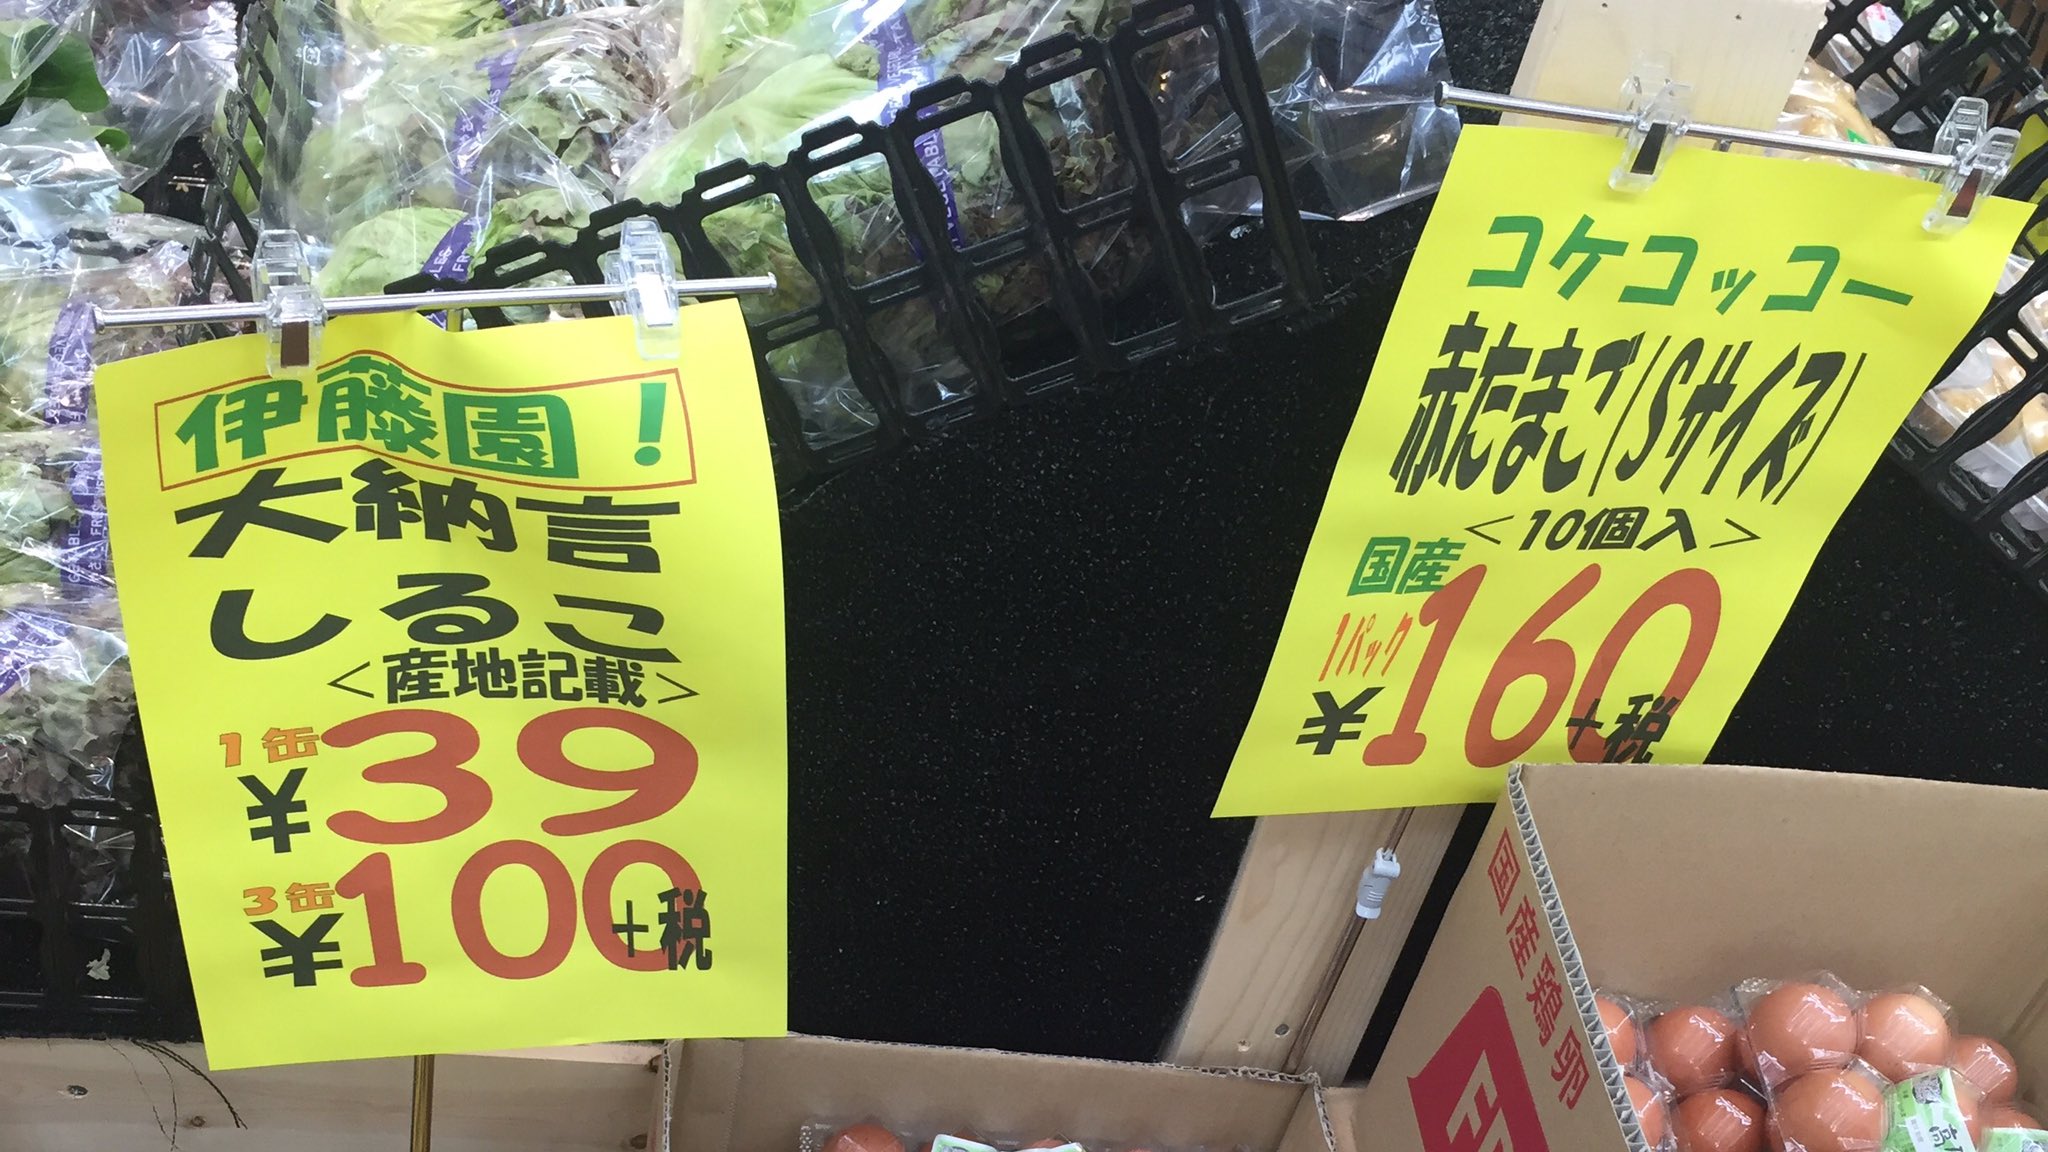 伊藤園!
大納言
しるこ
<産地記載>
1缶
¥39
3缶
¥100+税
コケコッコー
赤たまご(Sサイズ)
<10個入>
国産
1パック
¥160+税
国産鶏卵